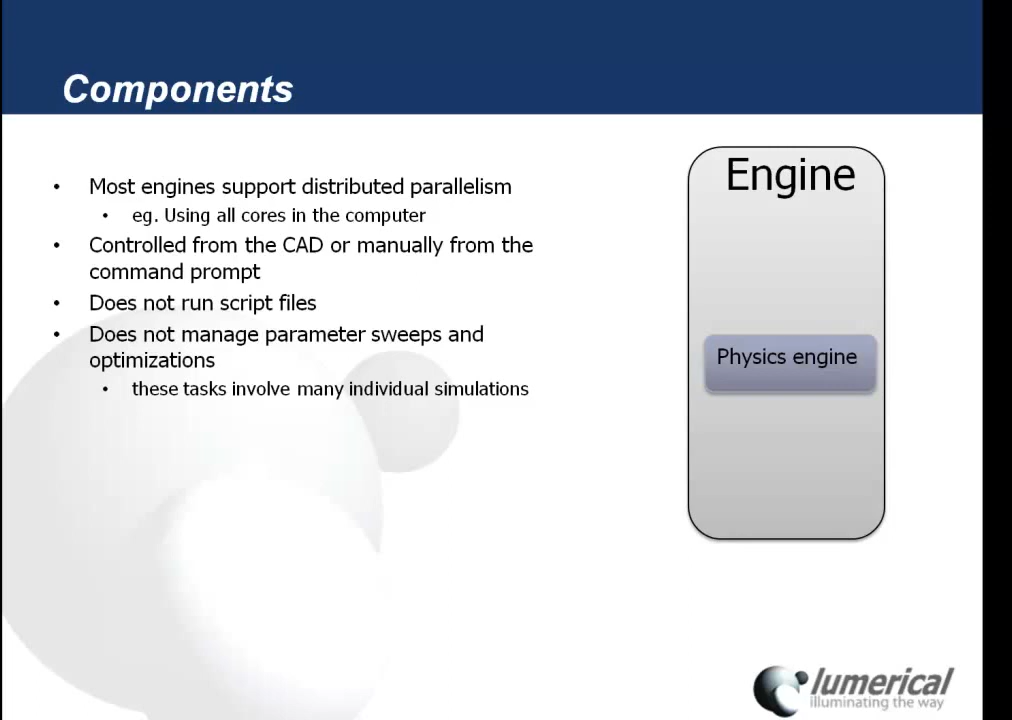 Components
• Most engines support distributed parallelism
• eg. Using all cores in the computer
• Controlled from the CAD or manually from the
command prompt
• Does not run script files
• Does not manage parameter sweeps and
optimizations
• these tasks involve many individual simulations
Engine
Physics engine
lumerical
illuminating the way